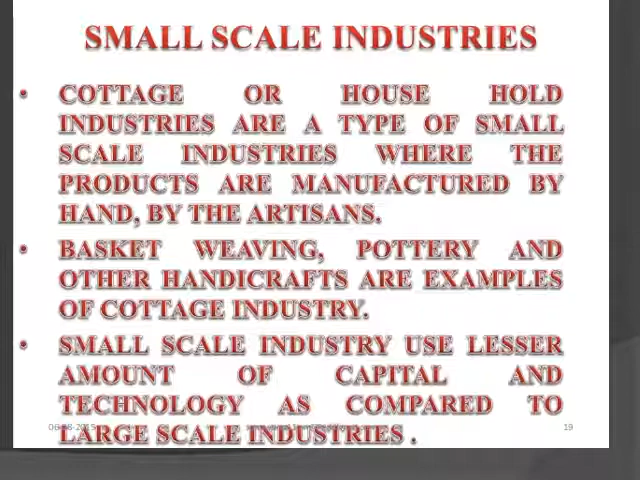 SMALL SCALE INDUSTRIES
• COTTAGE OR HOUSE HOLD
INDUSTRIES ARE A TYPE OF SMALL
SCALE INDUSTRIES WHERE THE
PRODUCTS ARE MANUFACTURED BY
HAND, BY THE ARTISANS.
• BASKET WEAVING, POTTERY AND
OTHER HANDICRAFTS ARE EXAMPLES
OF COTTAGE INDUSTRY.
• SMALL SCALE INDUSTRY USE LESSER
AMOUNT OF CAPITAL AND
TECHNOLOGY AS COMPARED TO
LARGE SCALE INDUSTRIES .
19